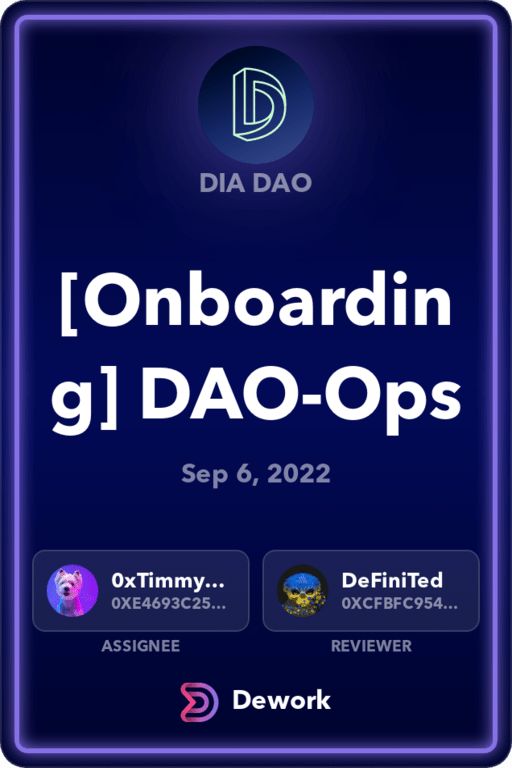 DIA DAO
[Onboardin
g] DAO-Ops
Sep 6, 2022
0xTimmy...
0XE4693C25...
ASSIGNEE
DeFiniTed
0XCFBFC954...
REVIEWER
Dework